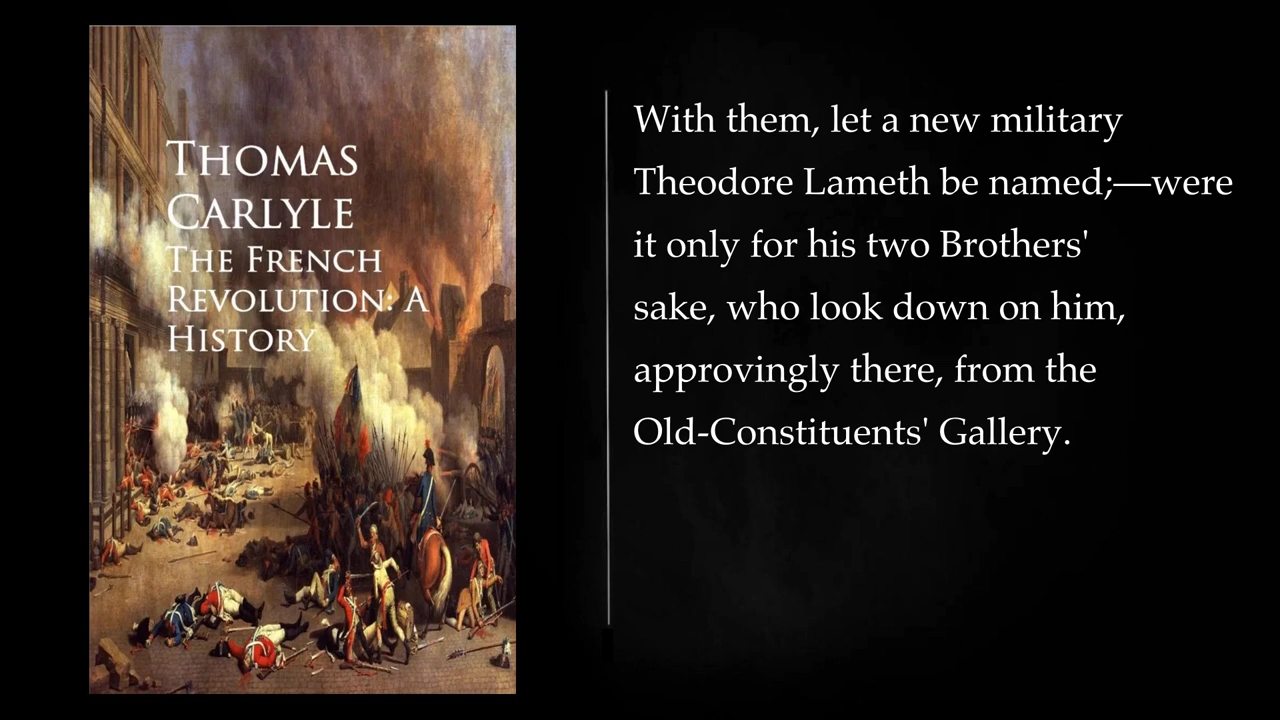 THOMAS
CARLYLE
THE FRENCH
REVOLUTION: A
HISTORY
With them, let a new military
Theodore Lameth be named;—were
it only for his two Brothers'
sake, who look down on him,
approvingly there, from the
Old-Constituents' Gallery.